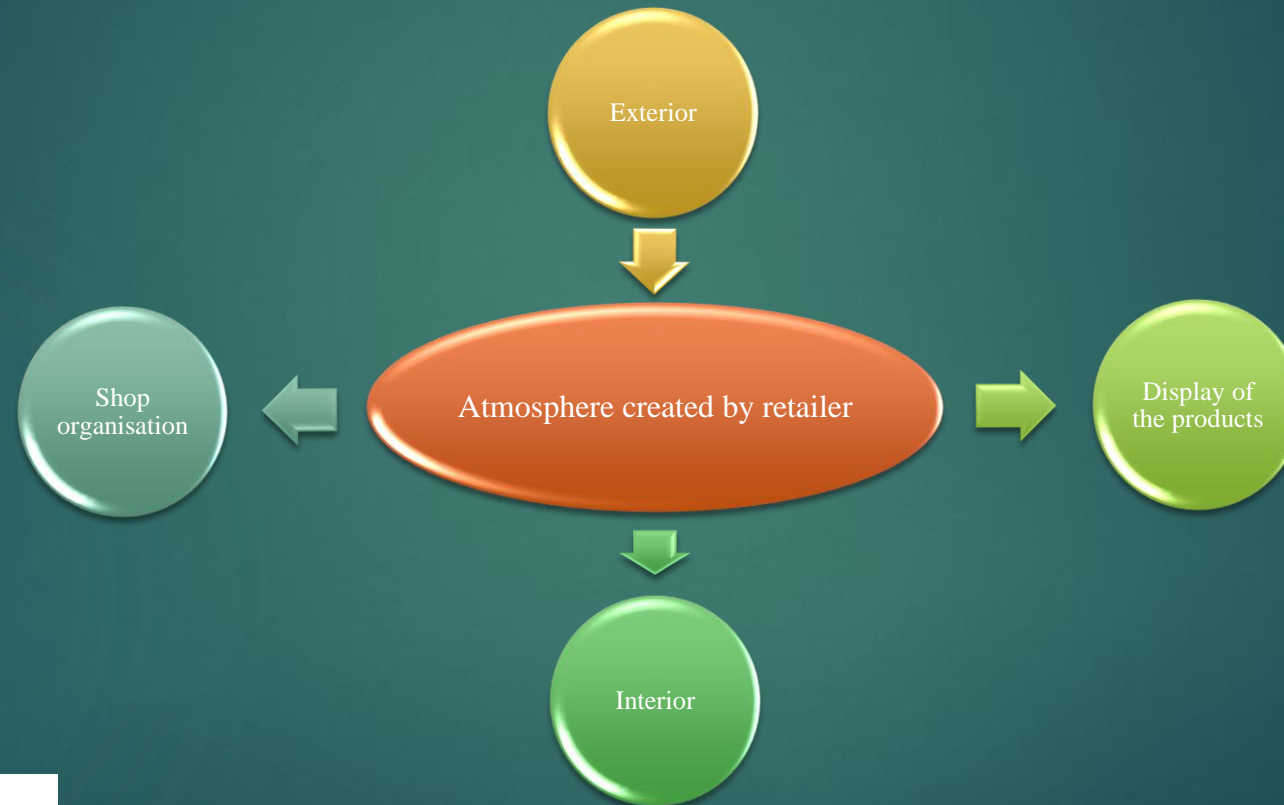 Exterior
Shop
organisation
Atmosphere created by retailer
Display of
the products
Interior